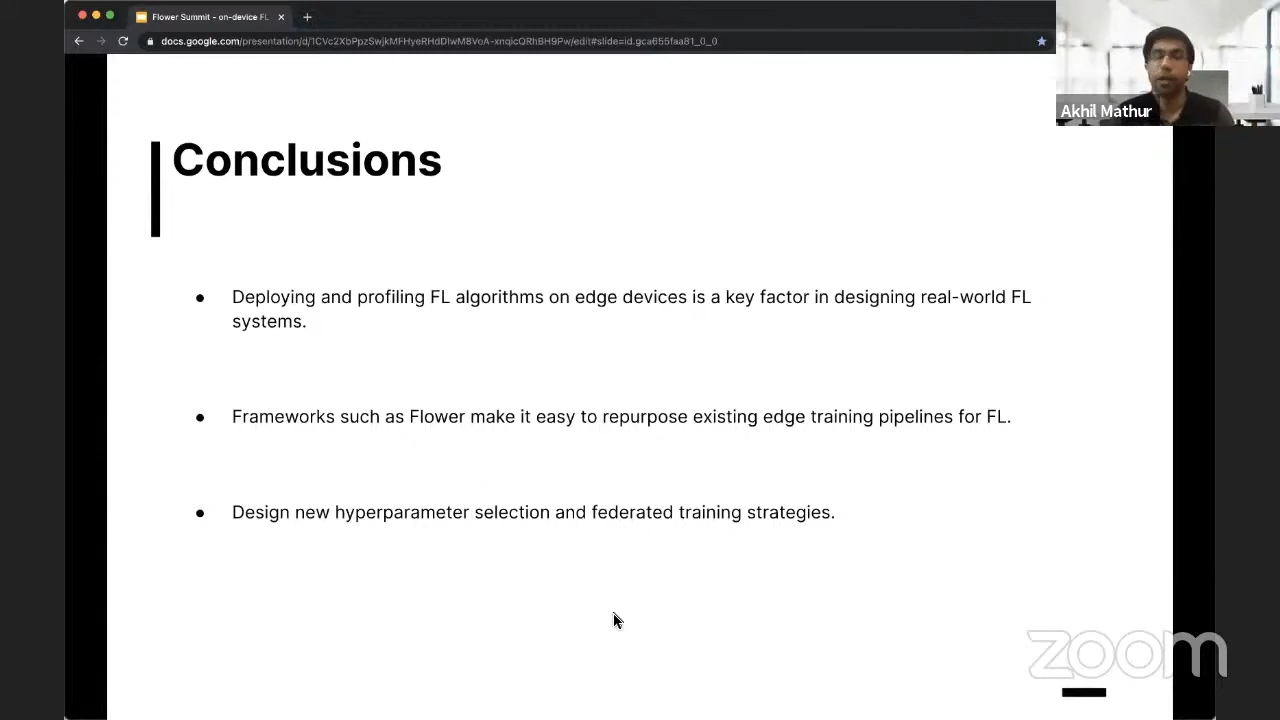 Flower Summit - on-device FL
docs.google.com/presentation/d/1CVc2XbPpzSwjkMFHyeRHdDlwM8VoA-xnqicQRhBH9Pw/edit#slide=id.gca655faa81_0_0
Akhil Mathur
Conclusions
● Deploying and profiling FL algorithms on edge devices is a key factor in designing real-world FL
systems.
● Frameworks such as Flower make it easy to repurpose existing edge training pipelines for FL.
● Design new hyperparameter selection and federated training strategies.
zoom